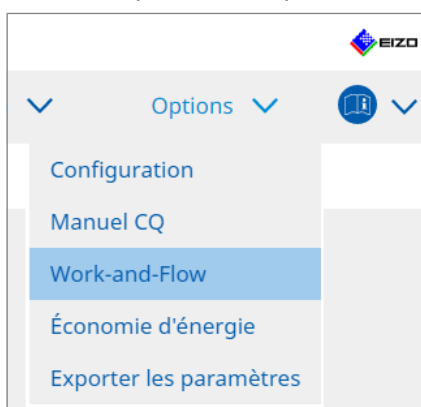 EIZO
Options
Configuration
Manuel CQ
Work-and-Flow
Économie d'énergie
Exporter les paramètres